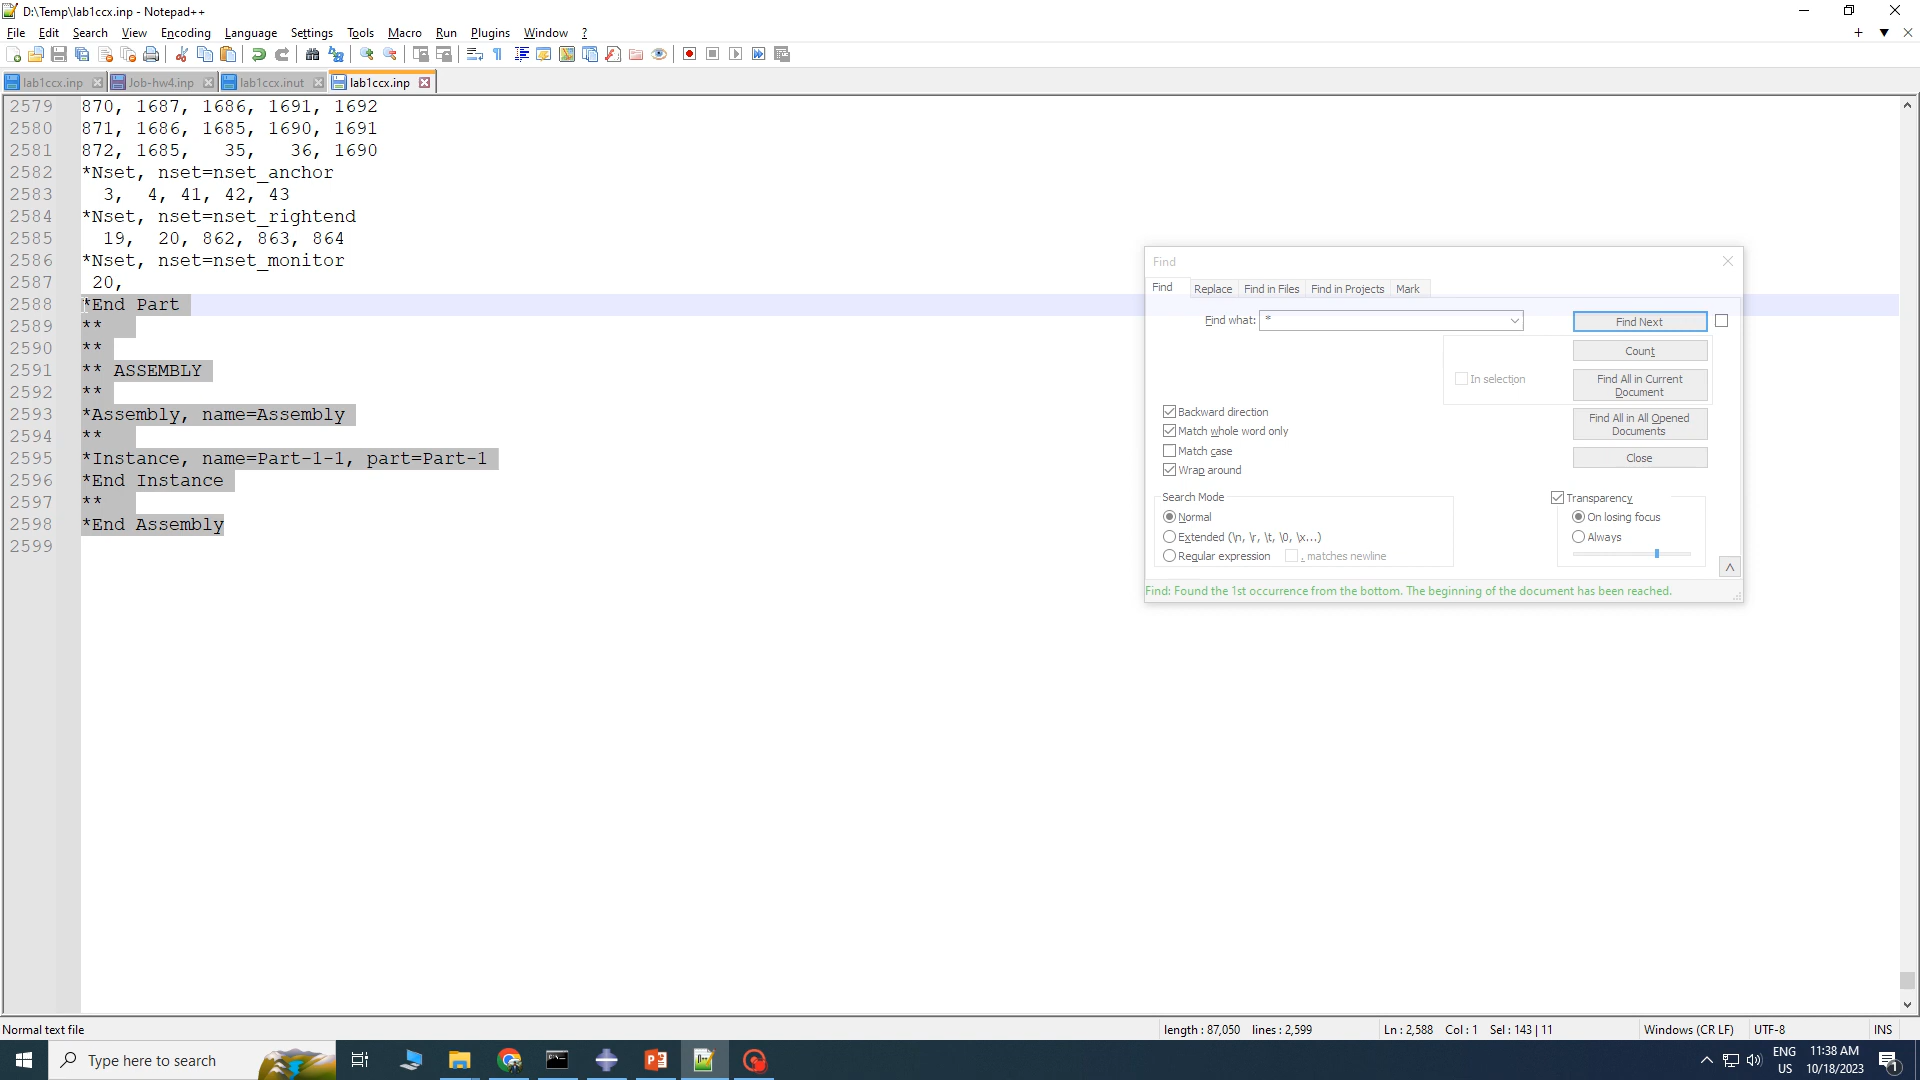 D:\Temp\lab1ccx.inp - Notepad++
File Edit Search View Encoding Language Settings Tools Macro Run Plugins Window ?
lab1ccx.inp Job-hw4.inp lab1ccx.inut lab1ccx.inp
2579 870, 1687, 1686, 1691, 1692
2580 871, 1686, 1685, 1690, 1691
2581 872, 1685, 35, 36, 1690
2582 *Nset, nset=nset_anchor
2583 3, 4, 41, 42, 43
2584 *Nset, nset=nset_rightend
2585 19, 20, 862, 863, 864
2586 *Nset, nset=nset_monitor
2587 20,
2588 *End Part
2589 **
2590 **
2591 ** ASSEMBLY
2592 **
2593 *Assembly, name=Assembly
2594 **
2595 *Instance, name=Part-1-1, part=Part-1
2596 *End Instance
2597 **
2598 *End Assembly
2599
Find
Find Replace Find in Files Find in Projects Mark
Find what: *
Find Next
Count
In selection
Find All in Current Document
Find All in All Opened Documents
Close
Backward direction
Match whole word only
Match case
Wrap around
Search Mode
Normal
Extended (\n, \r, \t, \0, \x...)
Regular expression . matches newline
Transparency
On losing focus
Always
Find: Found the 1st occurrence from the bottom. The beginning of the document has been reached.
Normal text file length : 87,050 lines : 2,599 Ln : 2,588 Col : 1 Sel : 143 | 11 Windows (CR LF) UTF-8 INS
Type here to search
ENG US
11:38 AM
10/18/2023
1